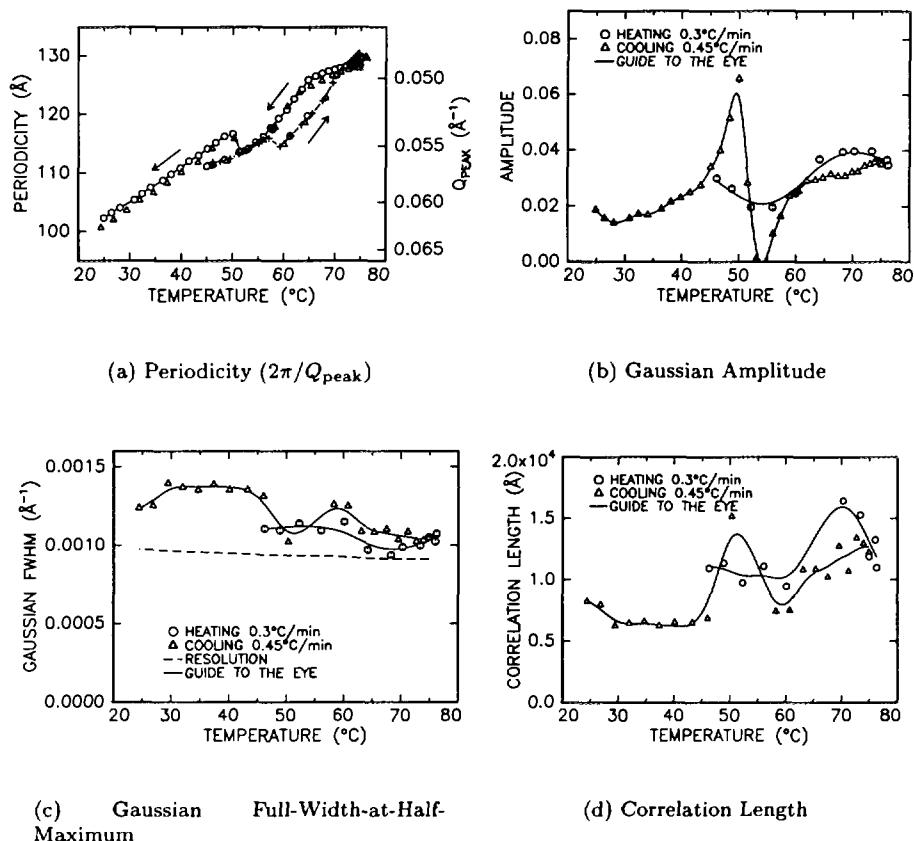 130
120
110
100
PERIODICITY (Å)
0.050
0.055
0.060
0.065
Q_PEAK (Å⁻¹)
20 30 40 50 60 70 80
TEMPERATURE (°C)
(a) Periodicity (2π/Q_peak)
0.08
0.06
0.04
0.02
0.00
AMPLITUDE
○ HEATING 0.3°C/min
△ COOLING 0.45°C/min
— GUIDE TO THE EYE
20 30 40 50 60 70 80
TEMPERATURE (°C)
(b) Gaussian Amplitude
0.0015
0.0010
0.0005
0.0000
GAUSSIAN FWHM (Å⁻¹)
○ HEATING 0.3°C/min
△ COOLING 0.45°C/min
--- RESOLUTION
— GUIDE TO THE EYE
20 30 40 50 60 70 80
TEMPERATURE (°C)
(c) Gaussian Full-Width-at-Half-
Maximum
2.0x10⁴
1.5
1.0
0.5
0.0
CORRELATION LENGTH (Å)
○ HEATING 0.3°C/min
△ COOLING 0.45°C/min
— GUIDE TO THE EYE
20 30 40 50 60 70 80
TEMPERATURE (°C)
(d) Correlation Length